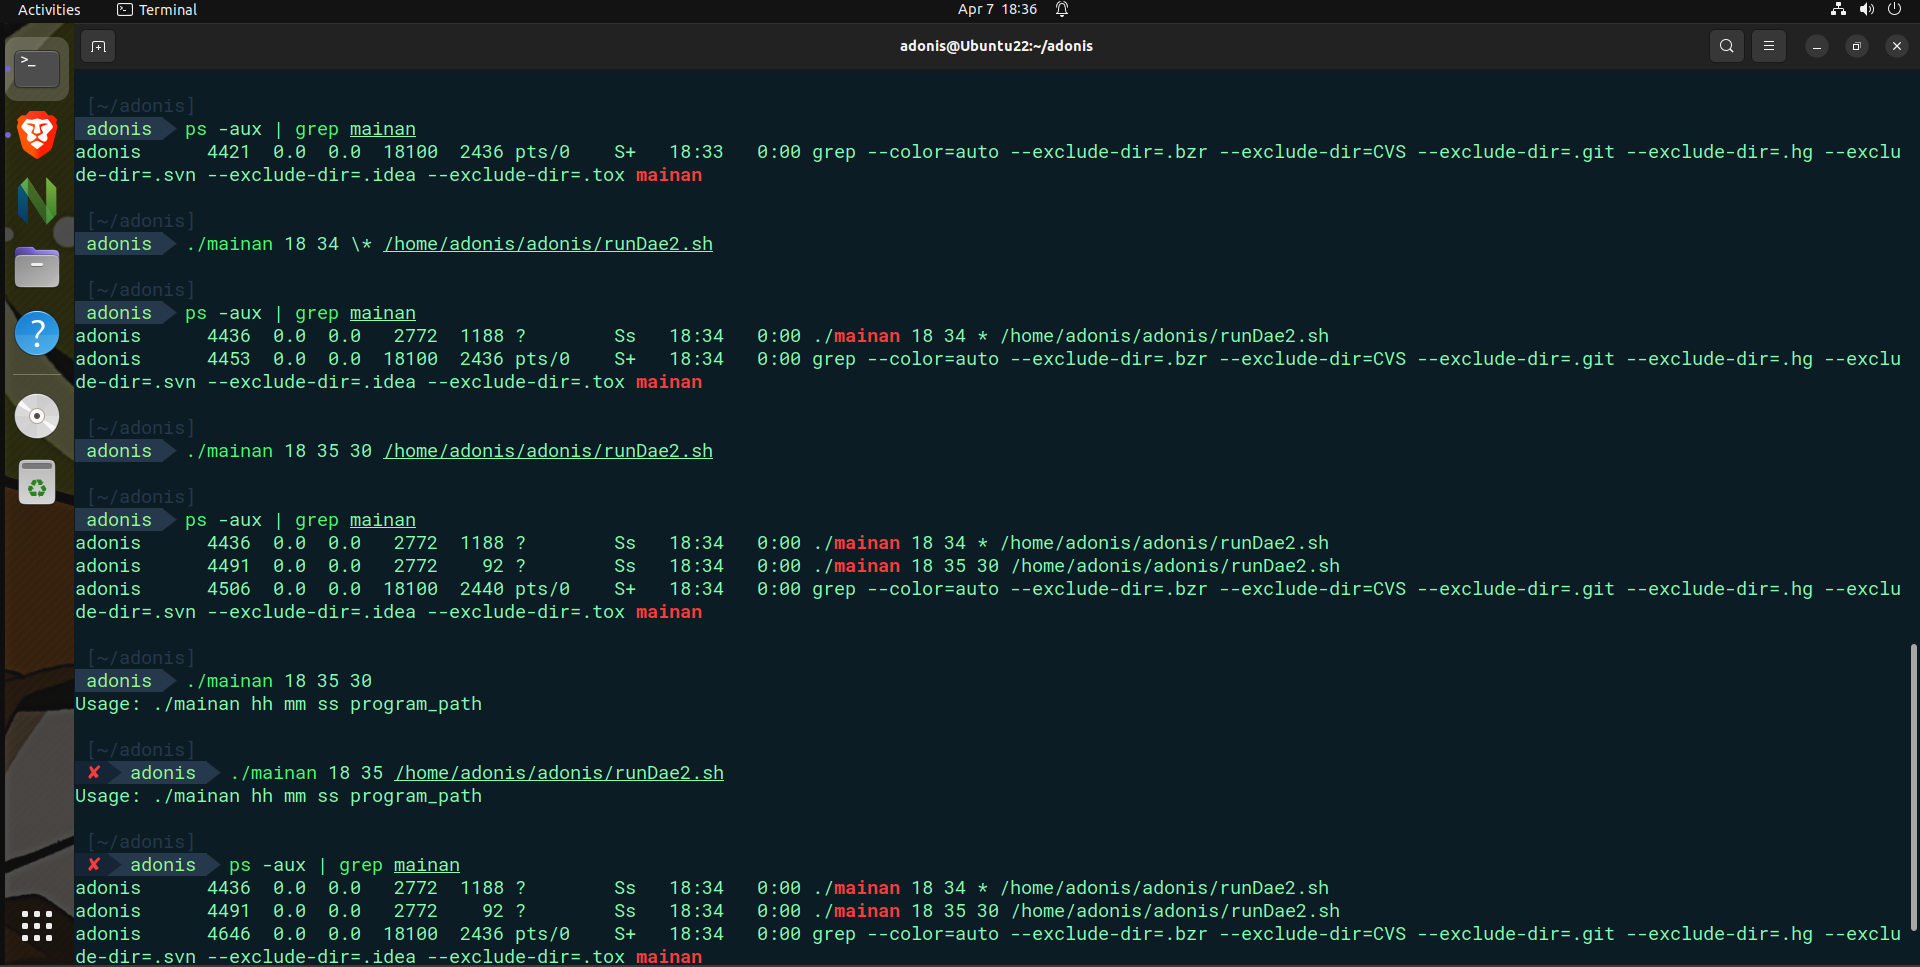 Activities Terminal Apr 7 18:36
adonis@Ubuntu22:~/adonis
[~/adonis]
adonis ps -aux | grep mainan
adonis 4421 0.0 0.0 18100 2436 pts/0 S+ 18:33 0:00 grep --color=auto --exclude-dir=.bzr --exclude-dir=CVS --exclude-dir=.git --exclude-dir=.hg --exclu
de-dir=.svn --exclude-dir=.idea --exclude-dir=.tox mainan
[~/adonis]
adonis ./mainan 18 34 \* /home/adonis/adonis/runDae2.sh
[~/adonis]
adonis ps -aux | grep mainan
adonis 4436 0.0 0.0 2772 1188 ? Ss 18:34 0:00 ./mainan 18 34 * /home/adonis/adonis/runDae2.sh
adonis 4453 0.0 0.0 18100 2436 pts/0 S+ 18:34 0:00 grep --color=auto --exclude-dir=.bzr --exclude-dir=CVS --exclude-dir=.git --exclude-dir=.hg --exclu
de-dir=.svn --exclude-dir=.idea --exclude-dir=.tox mainan
[~/adonis]
adonis ./mainan 18 35 30 /home/adonis/adonis/runDae2.sh
[~/adonis]
adonis ps -aux | grep mainan
adonis 4436 0.0 0.0 2772 1188 ? Ss 18:34 0:00 ./mainan 18 34 * /home/adonis/adonis/runDae2.sh
adonis 4491 0.0 0.0 2772 92 ? Ss 18:34 0:00 ./mainan 18 35 30 /home/adonis/adonis/runDae2.sh
adonis 4506 0.0 0.0 18100 2440 pts/0 S+ 18:34 0:00 grep --color=auto --exclude-dir=.bzr --exclude-dir=CVS --exclude-dir=.git --exclude-dir=.hg --exclu
de-dir=.svn --exclude-dir=.idea --exclude-dir=.tox mainan
[~/adonis]
adonis ./mainan 18 35 30
Usage: ./mainan hh mm ss program_path
[~/adonis]
✘ adonis ./mainan 18 35 /home/adonis/adonis/runDae2.sh
Usage: ./mainan hh mm ss program_path
[~/adonis]
✘ adonis ps -aux | grep mainan
adonis 4436 0.0 0.0 2772 1188 ? Ss 18:34 0:00 ./mainan 18 34 * /home/adonis/adonis/runDae2.sh
adonis 4491 0.0 0.0 2772 92 ? Ss 18:34 0:00 ./mainan 18 35 30 /home/adonis/adonis/runDae2.sh
adonis 4646 0.0 0.0 18100 2436 pts/0 S+ 18:34 0:00 grep --color=auto --exclude-dir=.bzr --exclude-dir=CVS --exclude-dir=.git --exclude-dir=.hg --exclu
de-dir=.svn --exclude-dir=.idea --exclude-dir=.tox mainan